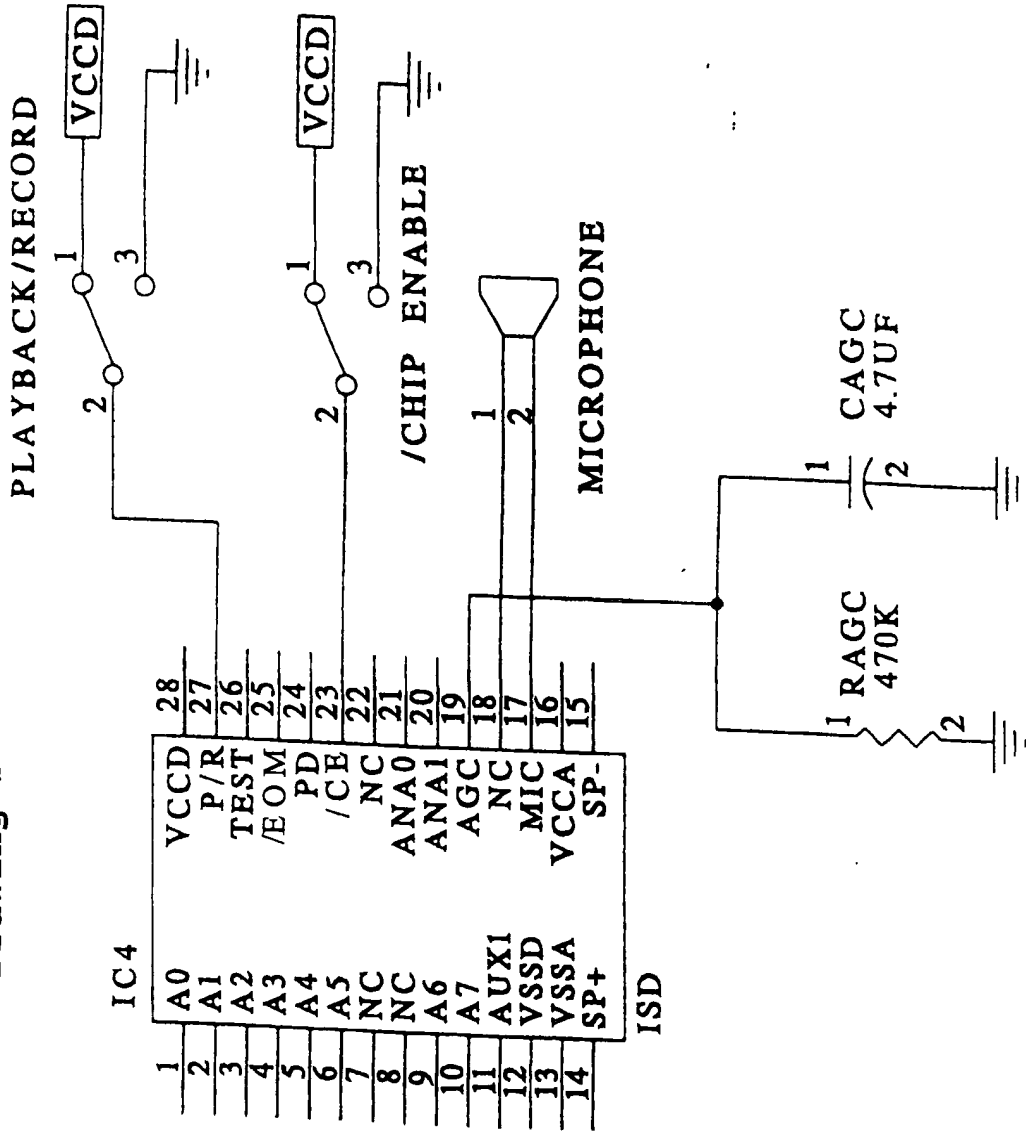 PLAYBACK/RECORD
VCCD
1
2
3
VCCD
1
2
3
/CHIP ENABLE
MICROPHONE
1
2
IC4
1 A0 VCCD 28
2 A1 P/R 27
3 A2 TEST 26
4 A3 /EOM 25
5 A4 PD 24
6 A5 /CE 23
7 NC NC 22
8 NC ANA0 21
9 A6 ANA1 20
10 A7 AGC 19
11 AUX1 NC 18
12 VSSD MIC 17
13 VSSA VCCA 16
14 SP+ SP- 15
ISD
RAGC
470K
1
2
CAGC
4.7UF
1
2